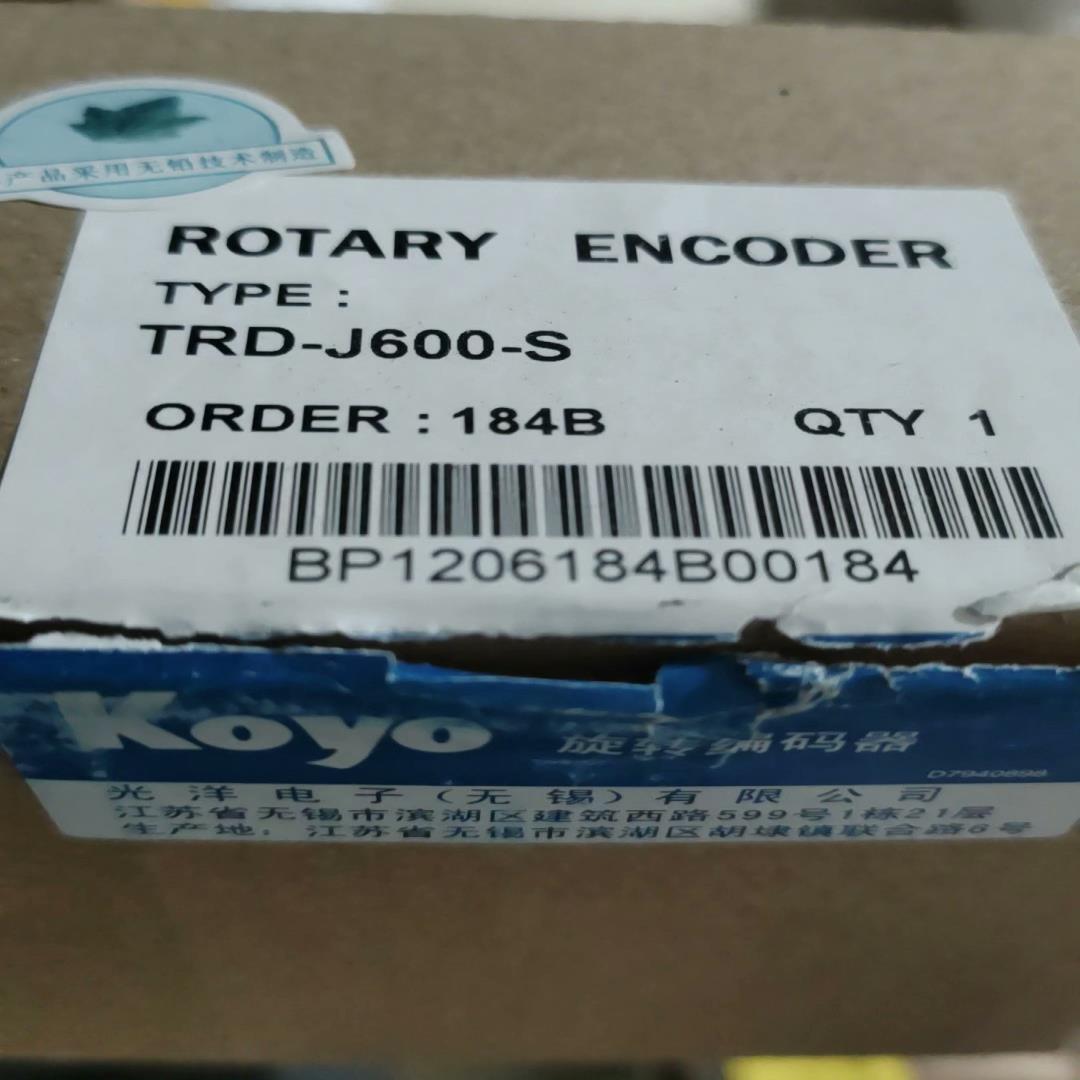 产品采用无铅技术制造
ROTARY ENCODER
TYPE :
TRD-J600-S
ORDER : 184B QTY 1
BP1206184B00184
Koyo 旋转编码器
D7940898
光洋电子(无锡)有限公司
江苏省无锡市滨湖区建筑西路599号1栋21层
生产地: 江苏省无锡市滨湖区胡埭镇联合路6号